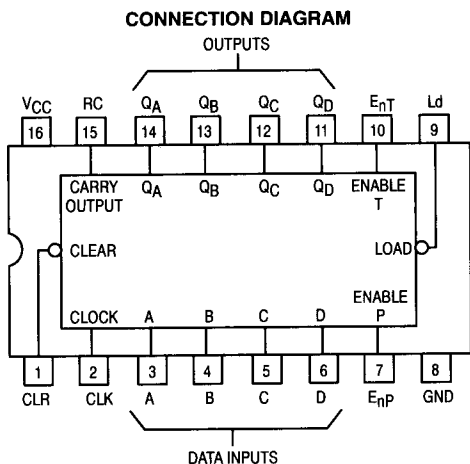 CONNECTION DIAGRAM
OUTPUTS
VCC RC QA QB QC QD EnT Ld
16 15 14 13 12 11 10 9
CARRY OUTPUT QA QB QC QD ENABLE T
CLEAR LOAD
ENABLE P
CLOCK A B C D
1 2 3 4 5 6 7 8
CLR CLK A B C D EnP GND
DATA INPUTS